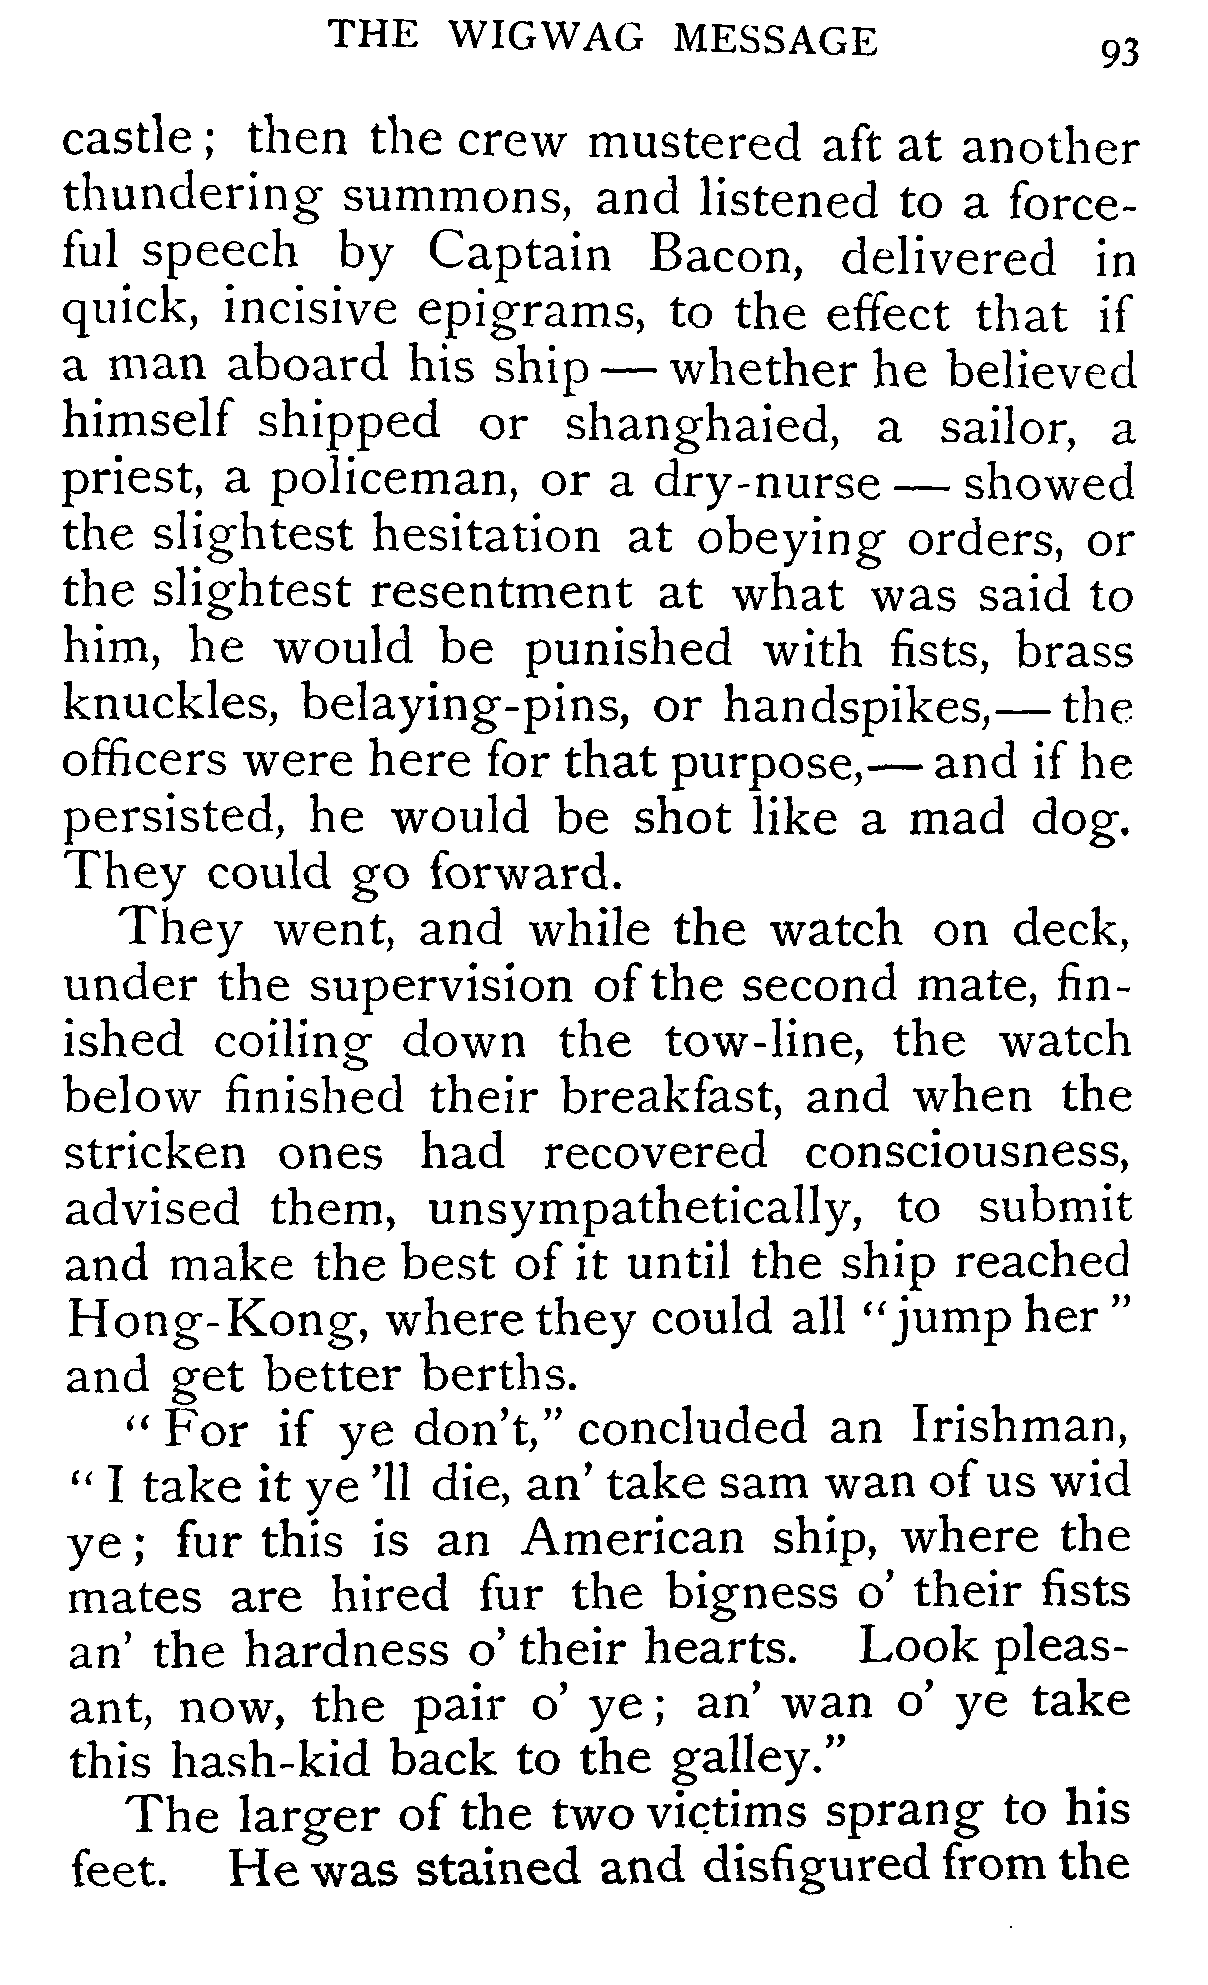 THE WIGWAG MESSAGE 93
castle; then the crew mustered aft at another
thundering summons, and listened to a force-
ful speech by Captain Bacon, delivered in
quick, incisive epigrams, to the effect that if
a man aboard his ship — whether he believed
himself shipped or shanghaied, a sailor, a
priest, a policeman, or a dry-nurse — showed
the slightest hesitation at obeying orders, or
the slightest resentment at what was said to
him, he would be punished with fists, brass
knuckles, belaying-pins, or handspikes,— the
officers were here for that purpose,— and if he
persisted, he would be shot like a mad dog.
They could go forward.
They went, and while the watch on deck,
under the supervision of the second mate, fin-
ished coiling down the tow-line, the watch
below finished their breakfast, and when the
stricken ones had recovered consciousness,
advised them, unsympathetically, to submit
and make the best of it until the ship reached
Hong-Kong, where they could all “jump her”
and get better berths.
“For if ye don't,” concluded an Irishman,
“I take it ye 'll die, an' take sam wan of us wid
ye; fur this is an American ship, where the
mates are hired fur the bigness o' their fists
an' the hardness o' their hearts. Look pleas-
ant, now, the pair o' ye; an' wan o' ye take
this hash-kid back to the galley.”
The larger of the two victims sprang to his
feet. He was stained and disfigured from the